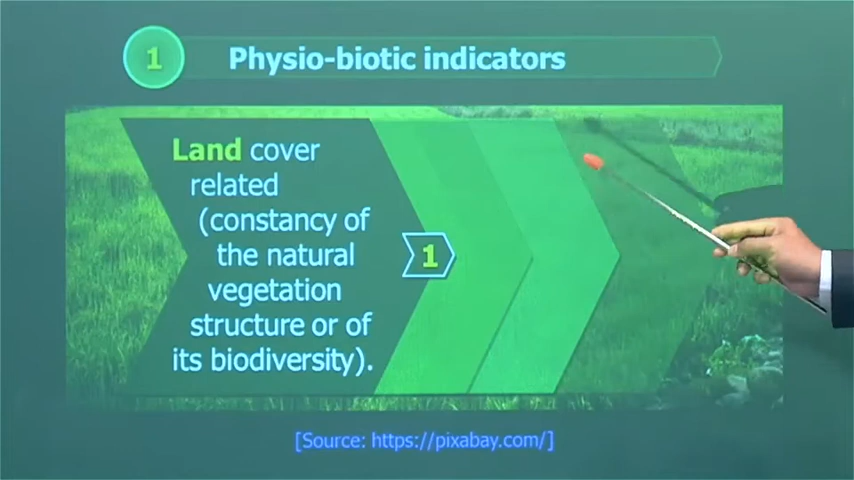 1 Physio-biotic indicators
Land cover
related
(constancy of
the natural
vegetation
structure or of
its biodiversity).
1
[Source: https://pixabay.com/]